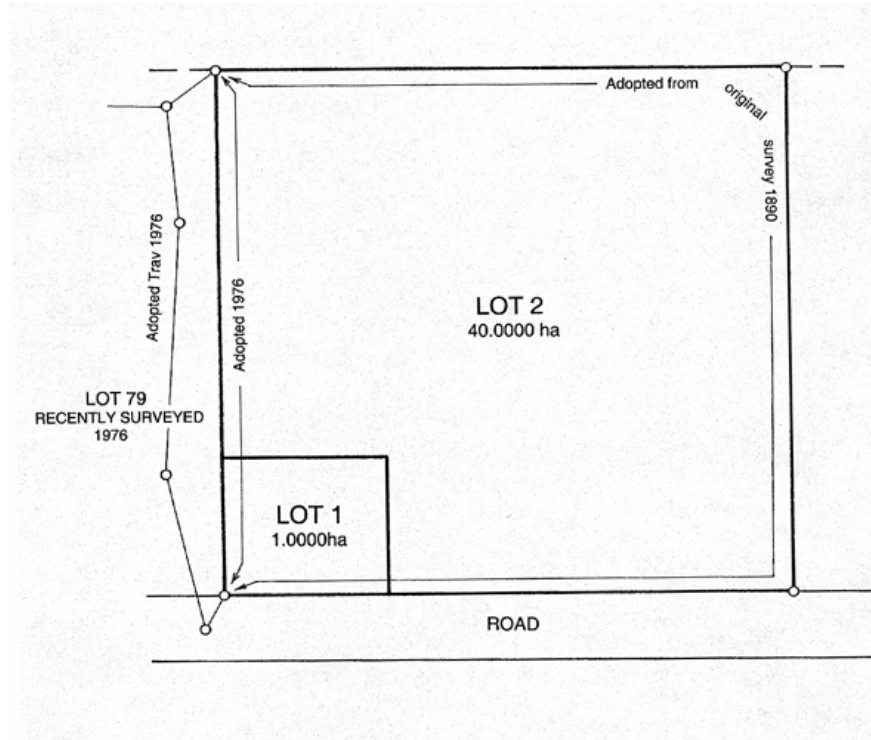 Adopted from
original
survey 1890
Adopted Trav 1976
Adopted 1976
LOT 2
40.0000 ha
LOT 79
RECENTLY SURVEYED
1976
LOT 1
1.0000ha
ROAD